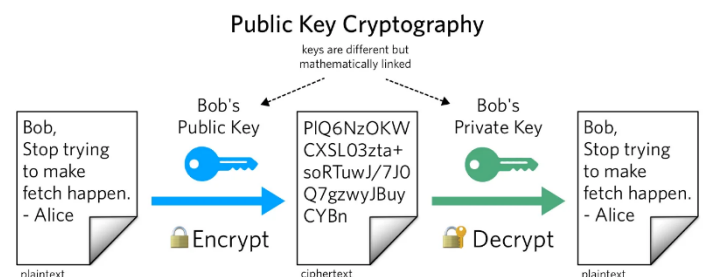 Public Key Cryptography
keys are different but
mathematically linked
Bob's
Public Key
Bob's
Private Key
Bob,
Stop trying
to make
fetch happen.
- Alice
PlQ6NzOKW
CXSL03zta+
soRTuwJ/7J0
Q7gzwyJBuy
CYBn
Bob,
Stop trying
to make
fetch happen.
- Alice
Encrypt
Decrypt
plaintext
ciphertext
plaintext